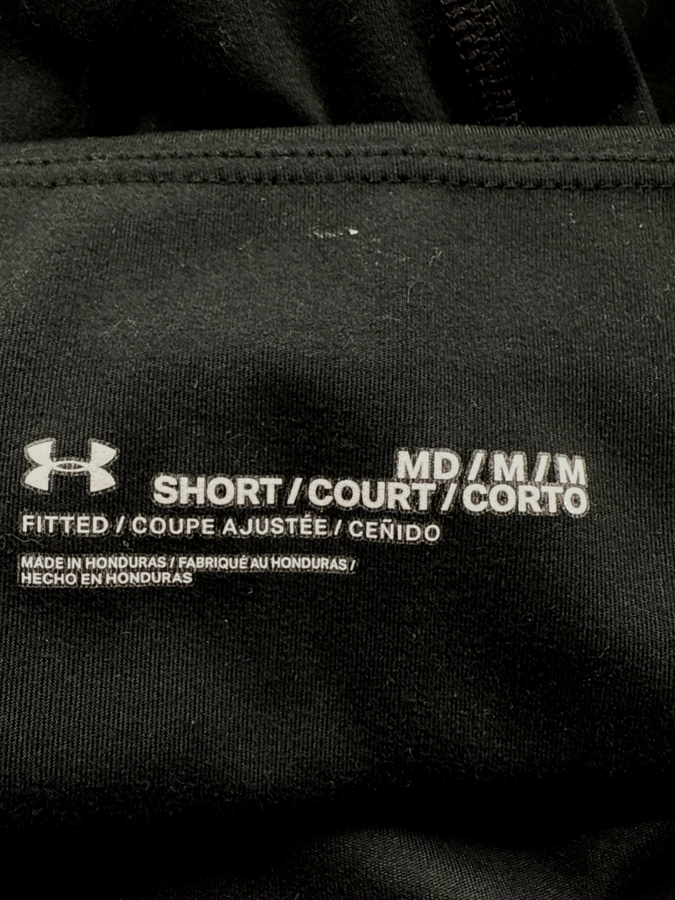 MD / M / M
SHORT / COURT / CORTO
FITTED / COUPE AJUSTÉE / CEÑIDO
MADE IN HONDURAS / FABRIQUÉ AU HONDURAS /
HECHO EN HONDURAS